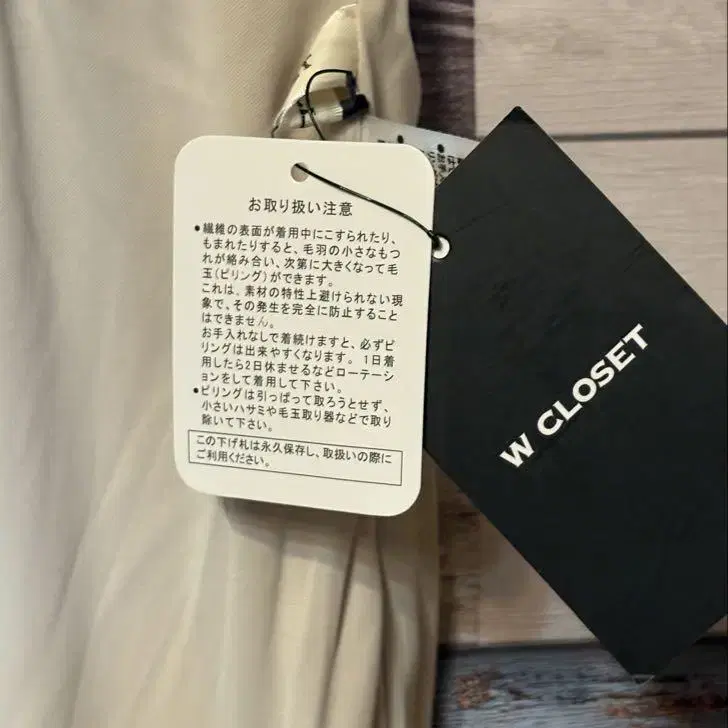 お取り扱い注意
●繊維の表面が着用中にこすられたり、
もまれたりすると、毛羽の小さなもつ
れが絡み合い、次第に大きくなって毛
玉(ピリング)ができます。
これは、素材の特性上避けられない現
象で、その発生を完全に防止すること
はできません。
お手入れなしで着続けますと、必ずピ
リングは出来やすくなります。1日着
用したら2日休ませるなどローテーシ
ョンをして着用して下さい。
●ピリングは引っぱって取ろうとせず、
小さいハサミや毛玉取り器などで取り
除いて下さい。
この下げ札は永久保存し、取扱いの際に
ご利用ください。
W CLOSET